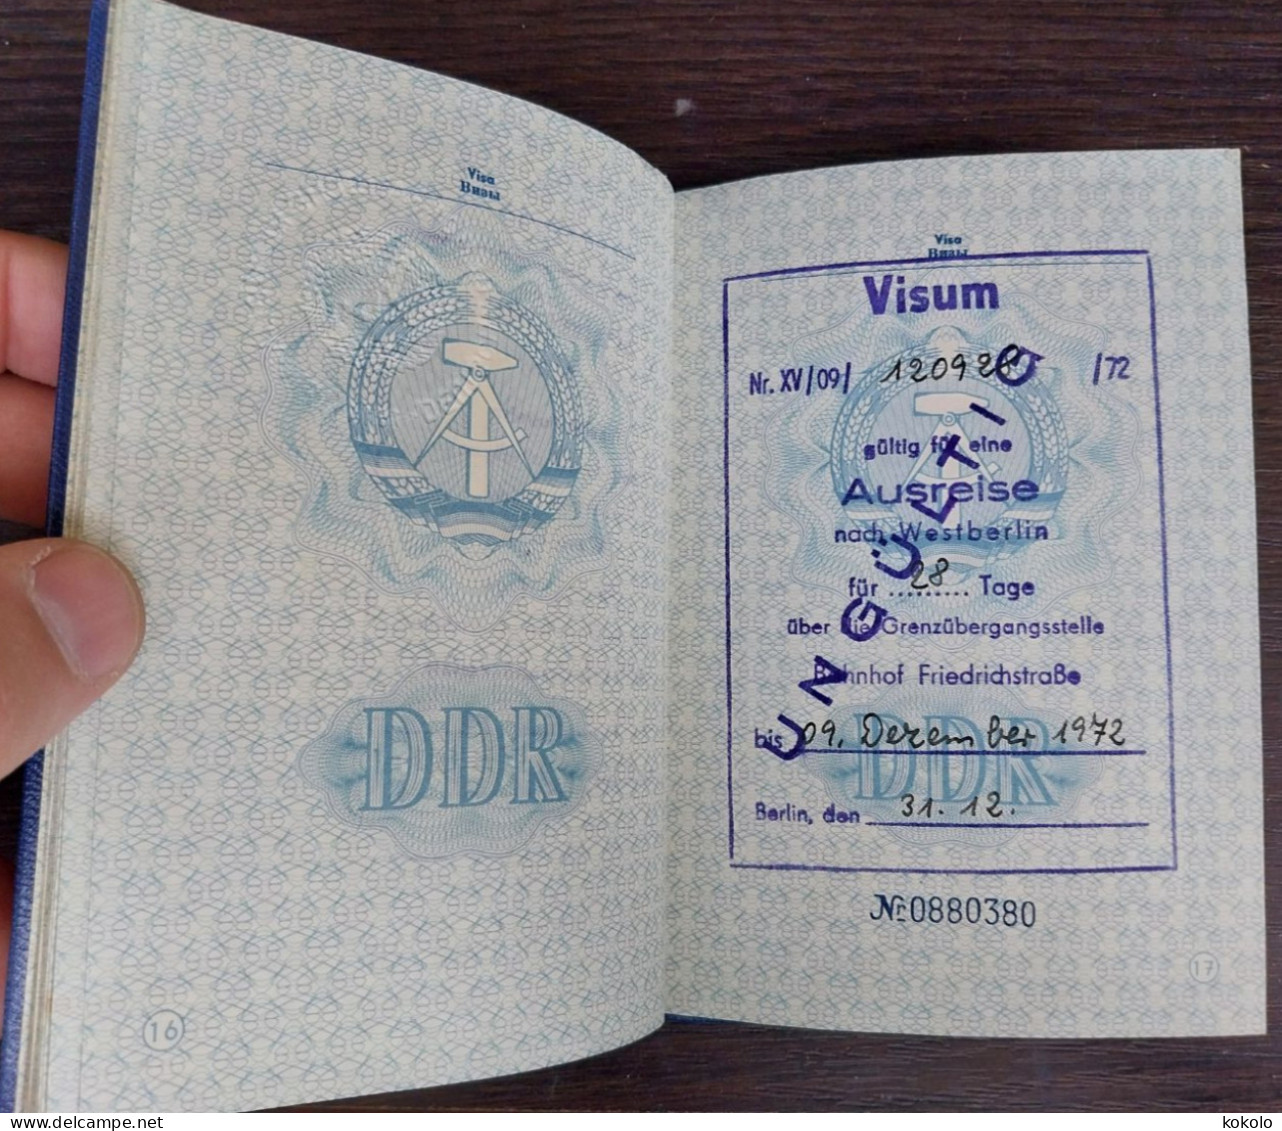 Visa
Визы
DDR
16
Visa
Визы
Visum
Nr. XV/09/ 120928 /72
gültig für eine
Ausreise
nach Westberlin
für 28 Tage
über die Grenzübergangsstelle
Bahnhof Friedrichstraße
bis 09. Dezember 1972
Berlin, den 31.12.
UNGÜLTIG
DDR
№ 0880380
17
www.delcampe.net
kokolo